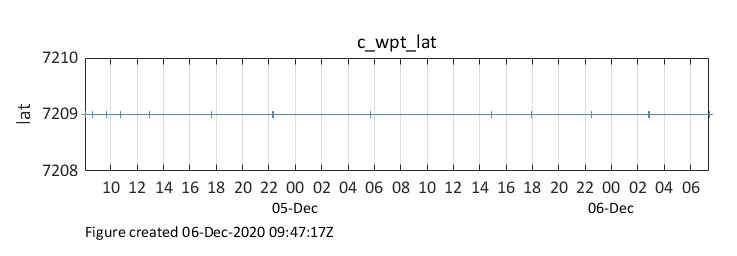 c_wpt_lat
7210
7209
7208
lat
10 12 14 16 18 20 22 00 02 04 06 08 10 12 14 16 18 20 22 00 02 04 06
05-Dec 06-Dec
Figure created 06-Dec-2020 09:47:17Z